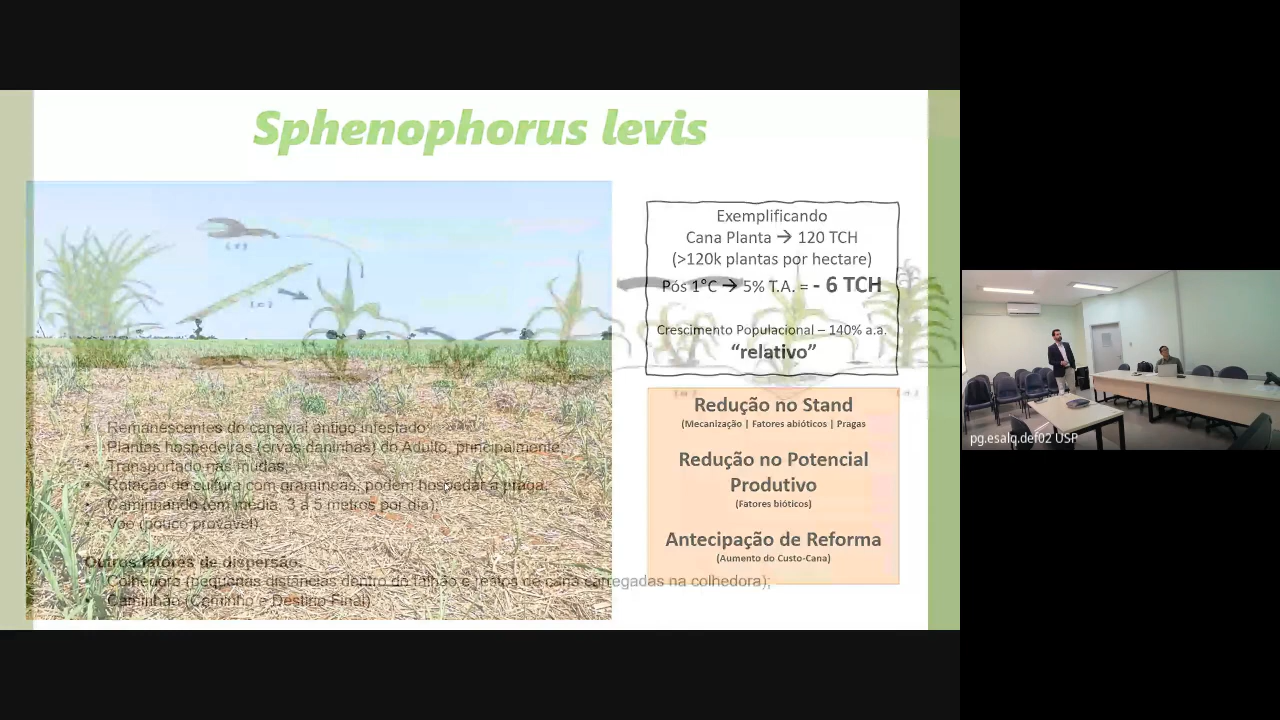 Sphenophorus levis
Exemplificando
Cana Planta → 120 TCH
(>120k plantas por hectare)
Pós 1°C → 5% T.A. = - 6 TCH
Crescimento Populacional – 140% a.a.
“relativo”
Redução no Stand
(Mecanização | Fatores abióticos | Pragas
Redução no Potencial
Produtivo
(Fatores bióticos)
Antecipação de Reforma
(Aumento do Custo-Cana)
Remanescentes do canavial antigo infestado
Plantas hospedeiras (ervas daninhas) do Adulto, principalmente;
Transportado nas mudas;
Rotação de cultura com gramíneas, podem hospedar a praga;
Caminhando (em média, 3 a 5 metros por dia);
Voo (pouco provável)
Outros fatores de dispersão:
Colhedora (pequenas distâncias dentro do talhão e restos de cana carregadas na colhedora);
Caminhão (Caminho – Destino Final)
pg.esalq.def02 USP